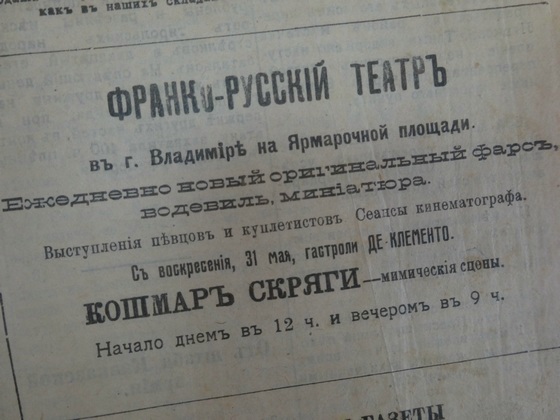 какъ въ нашихъ
ФРАНКО-РУССКІЙ ТЕАТРЪ
въ г. Владимірѣ на Ярмарочной площади.
Ежедневно новый оригинальный фарсъ,
водевиль, миніатюра.
Выступленія пѣвцовъ и куплетистовъ Сеансы кинематографа.
Съ воскресенія, 31 мая, гастроли ДЕ-КЛЕМЕНТО.
КОШМАРЪ СКРЯГИ—мимическія сцены.
Начало днемъ въ 12 ч. и вечеромъ въ 9 ч.
ГАЗЕТЫ